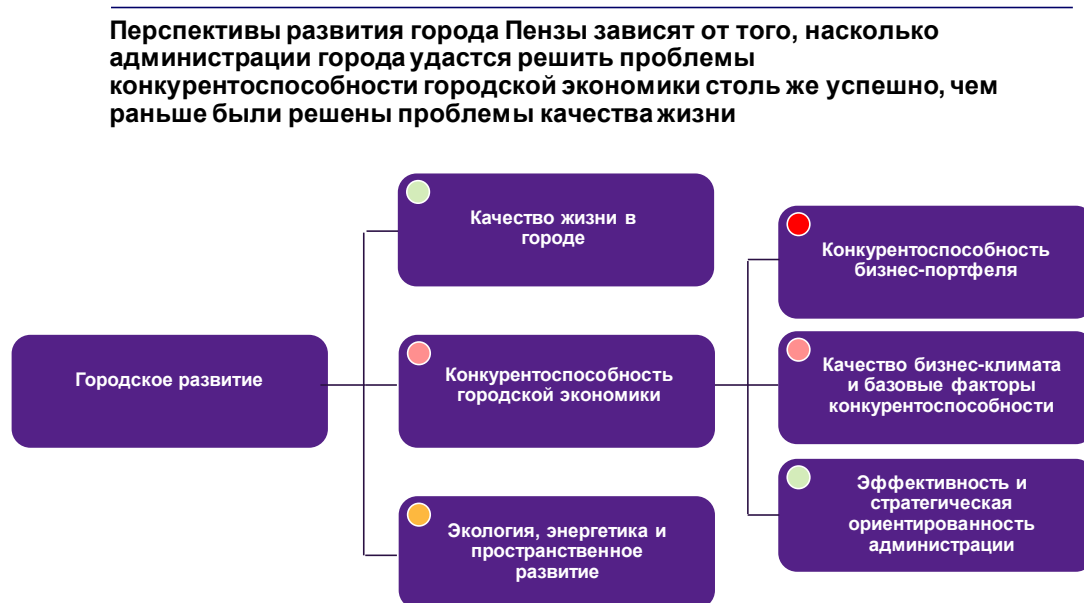 Перспективы развития города Пензы зависят от того, насколько
администрации города удастся решить проблемы
конкурентоспособности городской экономики столь же успешно, чем
раньше были решены проблемы качества жизни
Качество жизни в
городе
Конкурентоспособность
бизнес-портфеля
Городское развитие
Конкурентоспособность
городской экономики
Качество бизнес-климата
и базовые факторы
конкурентоспособности
Экология, энергетика и
пространственное
развитие
Эффективность и
стратегическая
ориентированность
администрации